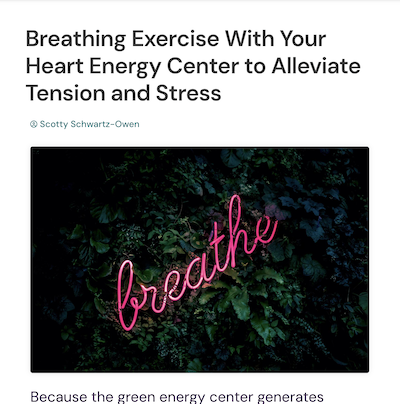 Breathing Exercise With Your
Heart Energy Center to Alleviate
Tension and Stress
Scotty Schwartz-Owen
breathe
Because the green energy center generates